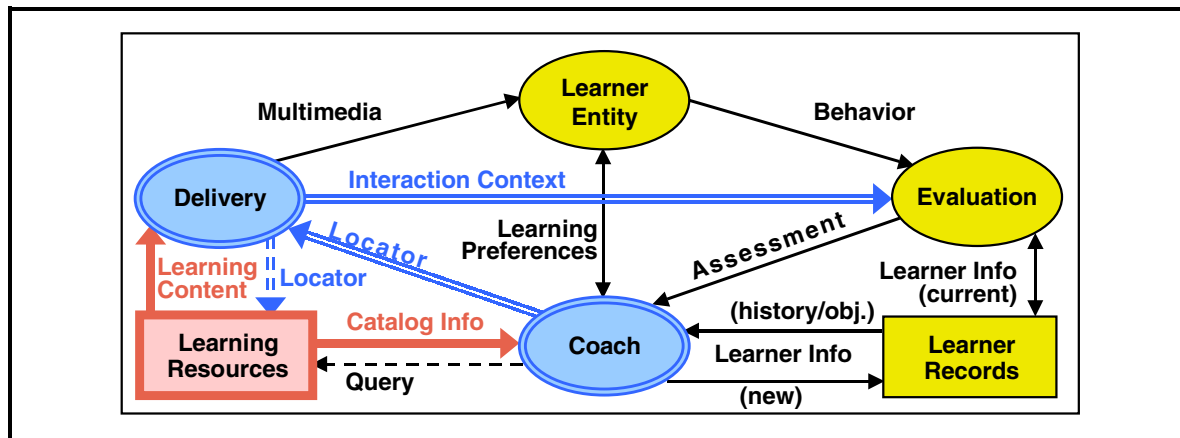 Learner
Entity
Multimedia
Behavior
Delivery
Interaction Context
Evaluation
Locator
Learning
Preferences
Assessment
Learning
Content
Locator
Learner Info
(current)
Learning
Resources
Catalog Info
Query
Coach
(history/obj.)
Learner Info
(new)
Learner
Records